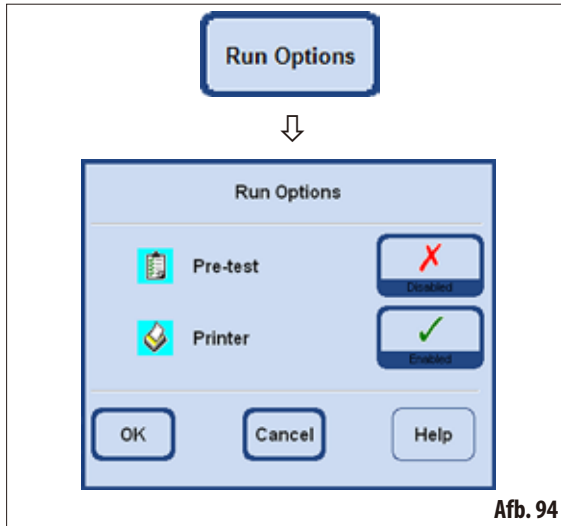 Run Options
Run Options
Pre-test
Disabled
Printer
Enabled
OK Cancel Help
Afb. 94